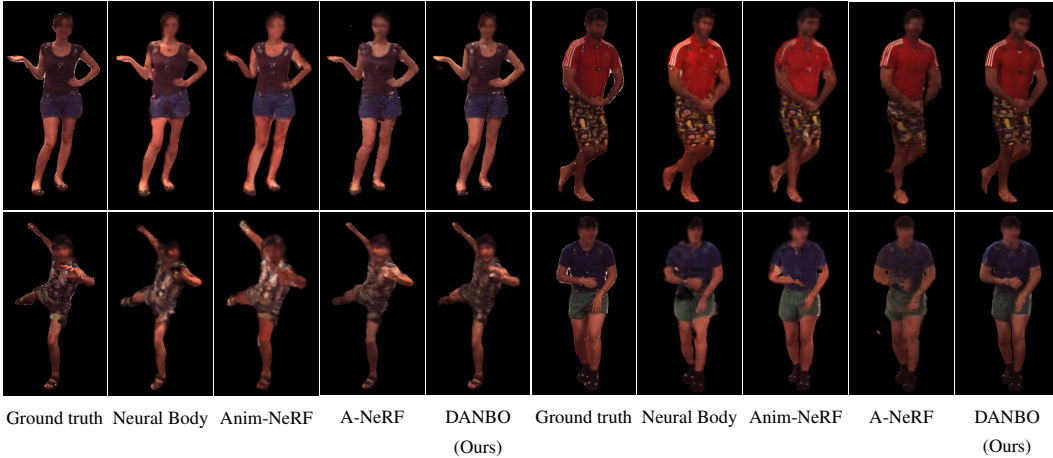 Ground truth Neural Body Anim-NeRF A-NeRF DANBO Ground truth Neural Body Anim-NeRF A-NeRF DANBO
(Ours) (Ours)